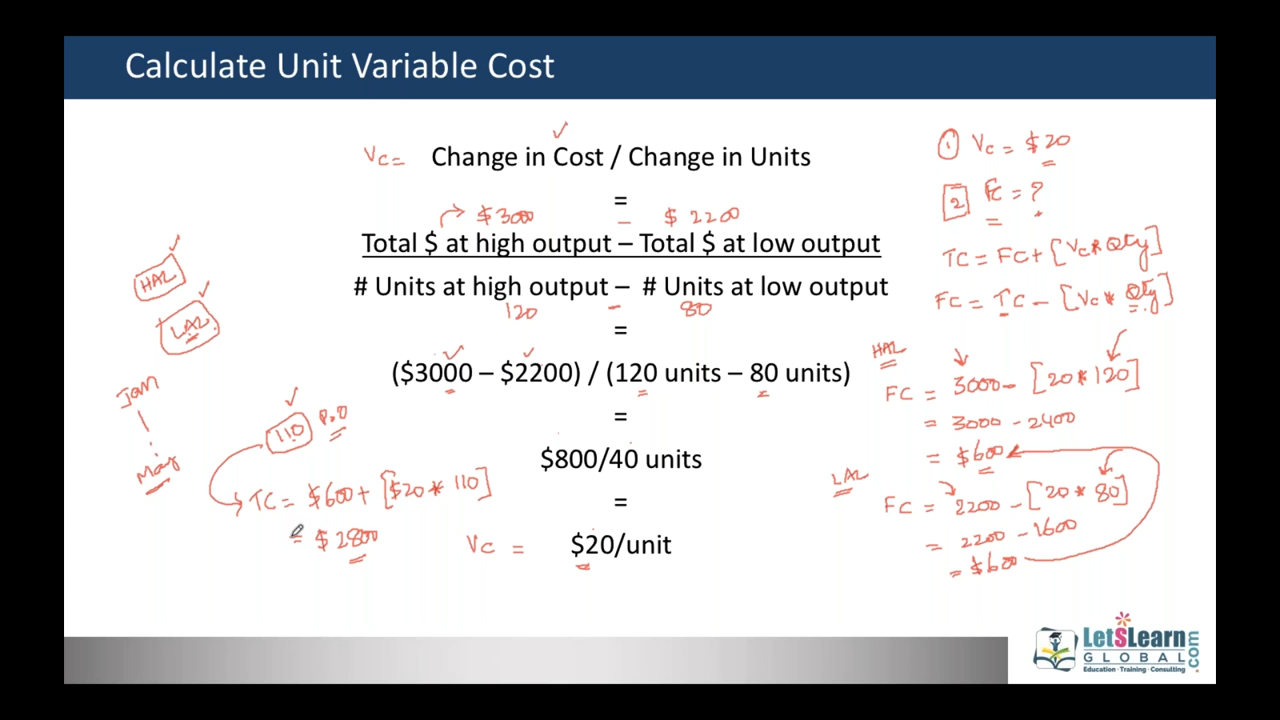 Calculate Unit Variable Cost
Vc = Change in Cost / Change in Units
=
$3000 – $2200
Total $ at high output – Total $ at low output
# Units at high output – # Units at low output
120 – 80
=
($3000 – $2200) / (120 units – 80 units)
=
$800/40 units
=
Vc = $20/unit
HAL
LAL
Jan
May
110 P.O
TC = $600 + [$20 * 110]
= $2800
1 Vc = $20
2 FC = ?
TC = FC + [Vc * Qty]
FC = TC – [Vc * Qty]
HAL
FC = 3000 – [20 * 120]
= 3000 – 2400
= $600
LAL
FC = 2200 – [20 * 80]
= 2200 – 1600
= $600
LetsLearn
GLOBAL
.com
Education · Training · Consulting